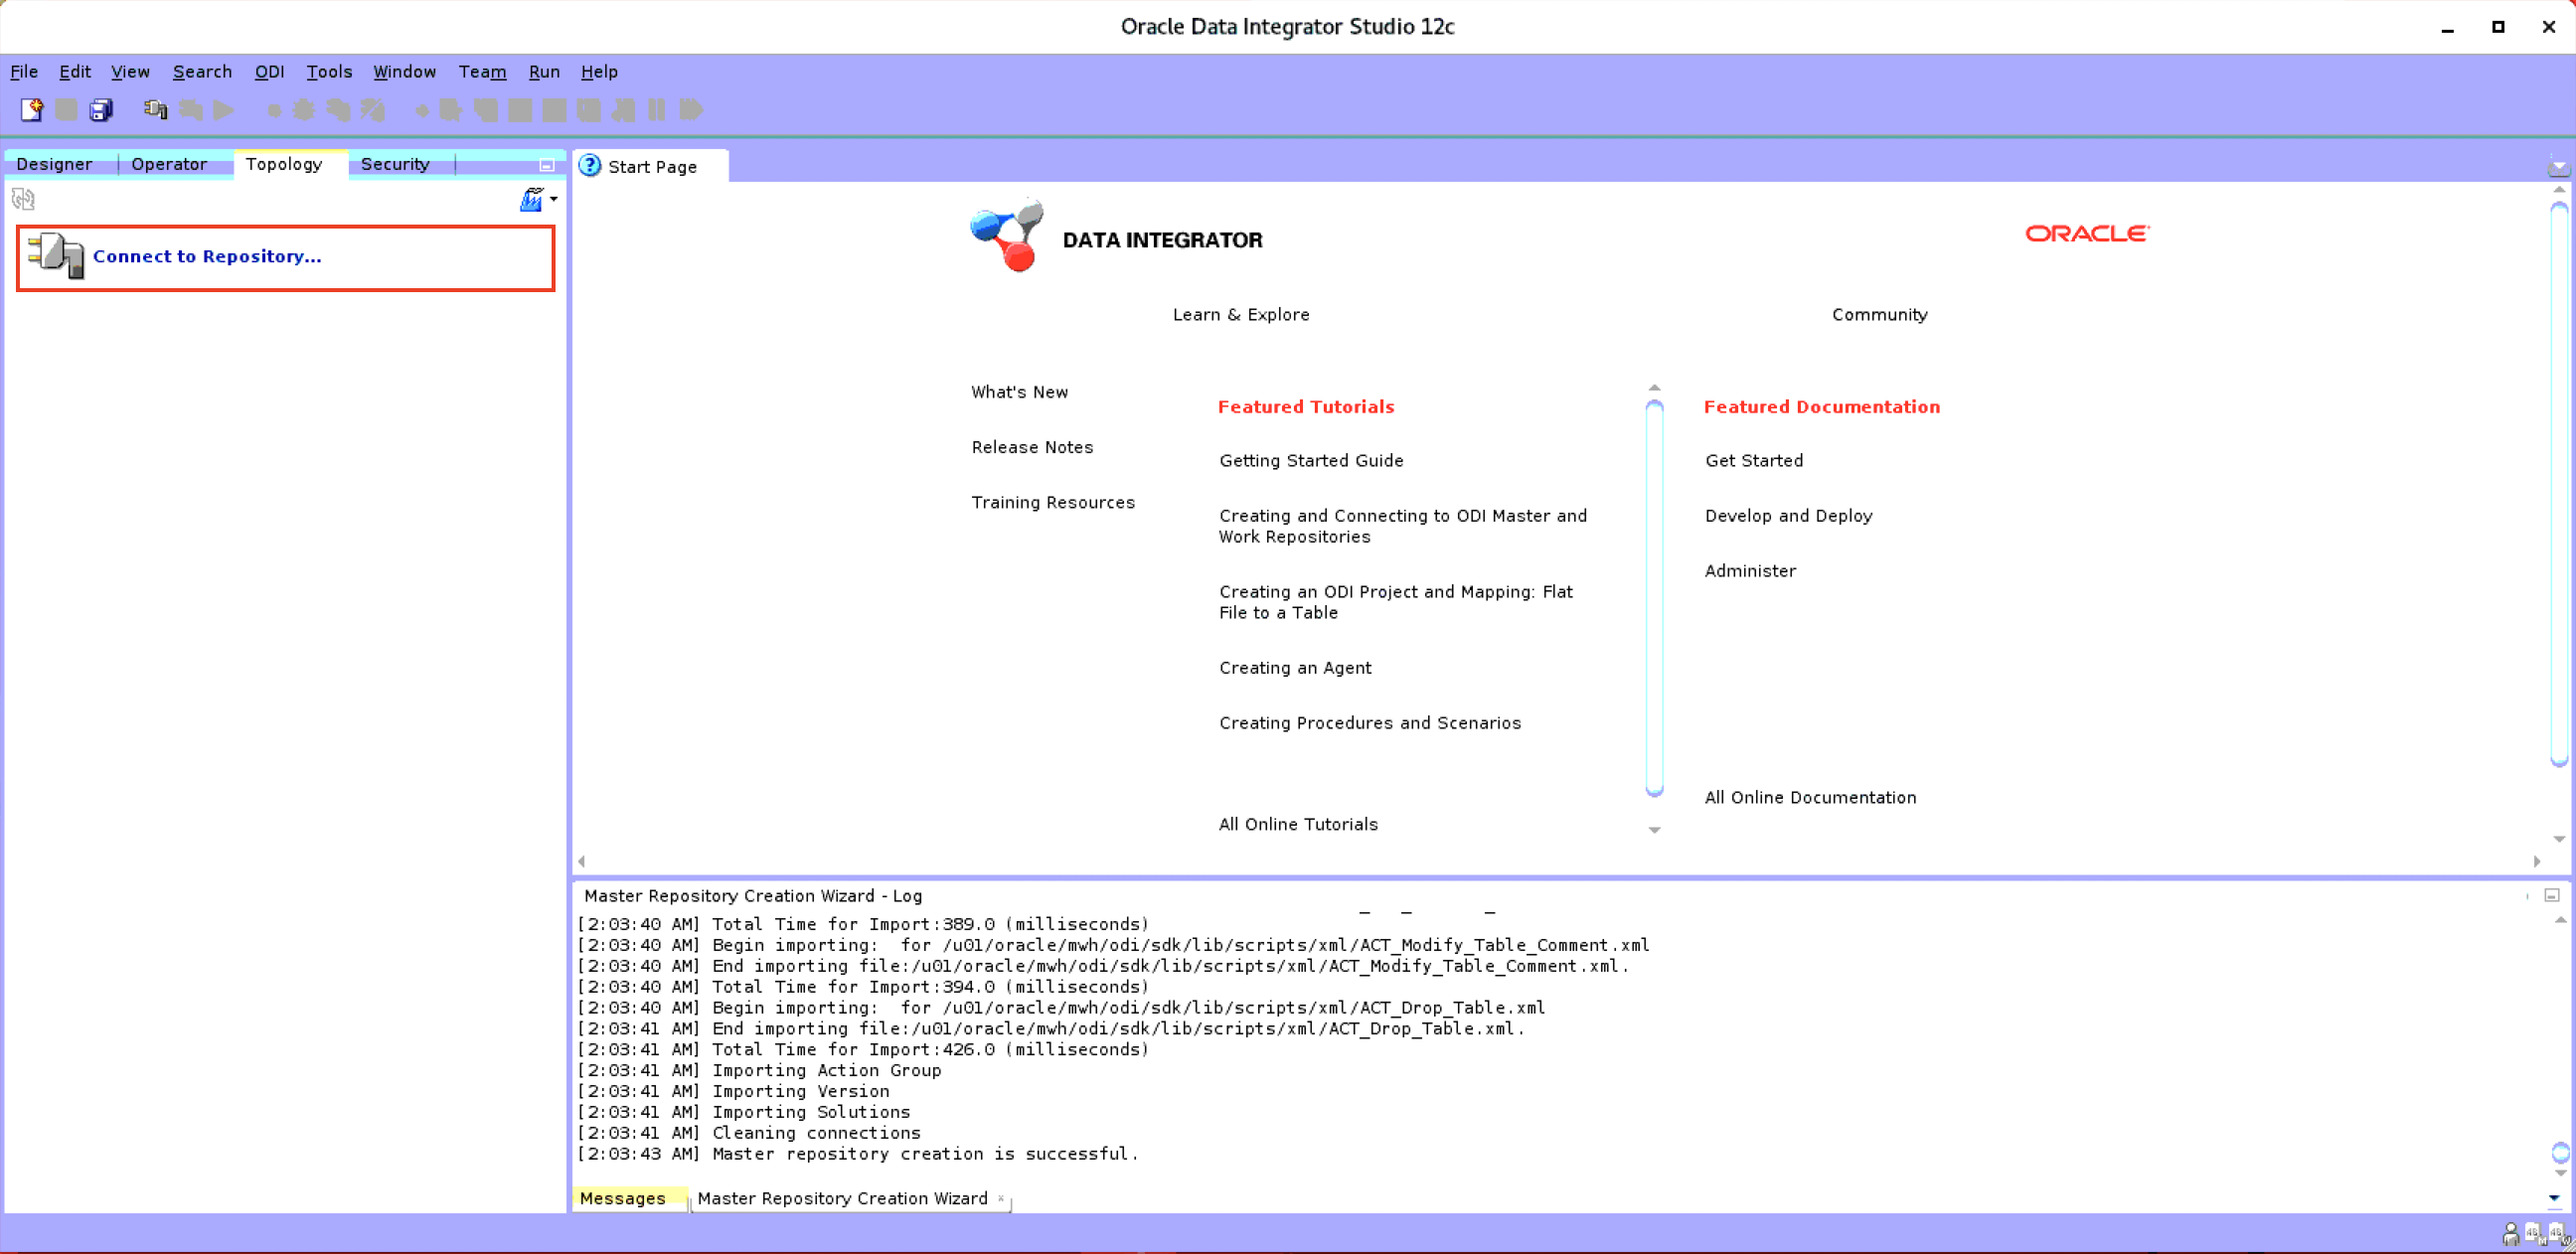 Oracle Data Integrator Studio 12c
File Edit View Search ODI Tools Window Team Run Help
Designer Operator Topology Security
Connect to Repository...
Start Page
DATA INTEGRATOR
ORACLE
Learn & Explore
Community
What's New
Release Notes
Training Resources
Featured Tutorials
Getting Started Guide
Creating and Connecting to ODI Master and
Work Repositories
Creating an ODI Project and Mapping: Flat
File to a Table
Creating an Agent
Creating Procedures and Scenarios
All Online Tutorials
Featured Documentation
Get Started
Develop and Deploy
Administer
All Online Documentation
Master Repository Creation Wizard - Log
[2:03:40 AM] Total Time for Import:389.0 (milliseconds)
[2:03:40 AM] Begin importing:  for /u01/oracle/mwh/odi/sdk/lib/scripts/xml/ACT_Modify_Table_Comment.xml
[2:03:40 AM] End importing file:/u01/oracle/mwh/odi/sdk/lib/scripts/xml/ACT_Modify_Table_Comment.xml.
[2:03:40 AM] Total Time for Import:394.0 (milliseconds)
[2:03:40 AM] Begin importing:  for /u01/oracle/mwh/odi/sdk/lib/scripts/xml/ACT_Drop_Table.xml
[2:03:41 AM] End importing file:/u01/oracle/mwh/odi/sdk/lib/scripts/xml/ACT_Drop_Table.xml.
[2:03:41 AM] Total Time for Import:426.0 (milliseconds)
[2:03:41 AM] Importing Action Group
[2:03:41 AM] Importing Version
[2:03:41 AM] Importing Solutions
[2:03:41 AM] Cleaning connections
[2:03:43 AM] Master repository creation is successful.
Messages Master Repository Creation Wizard